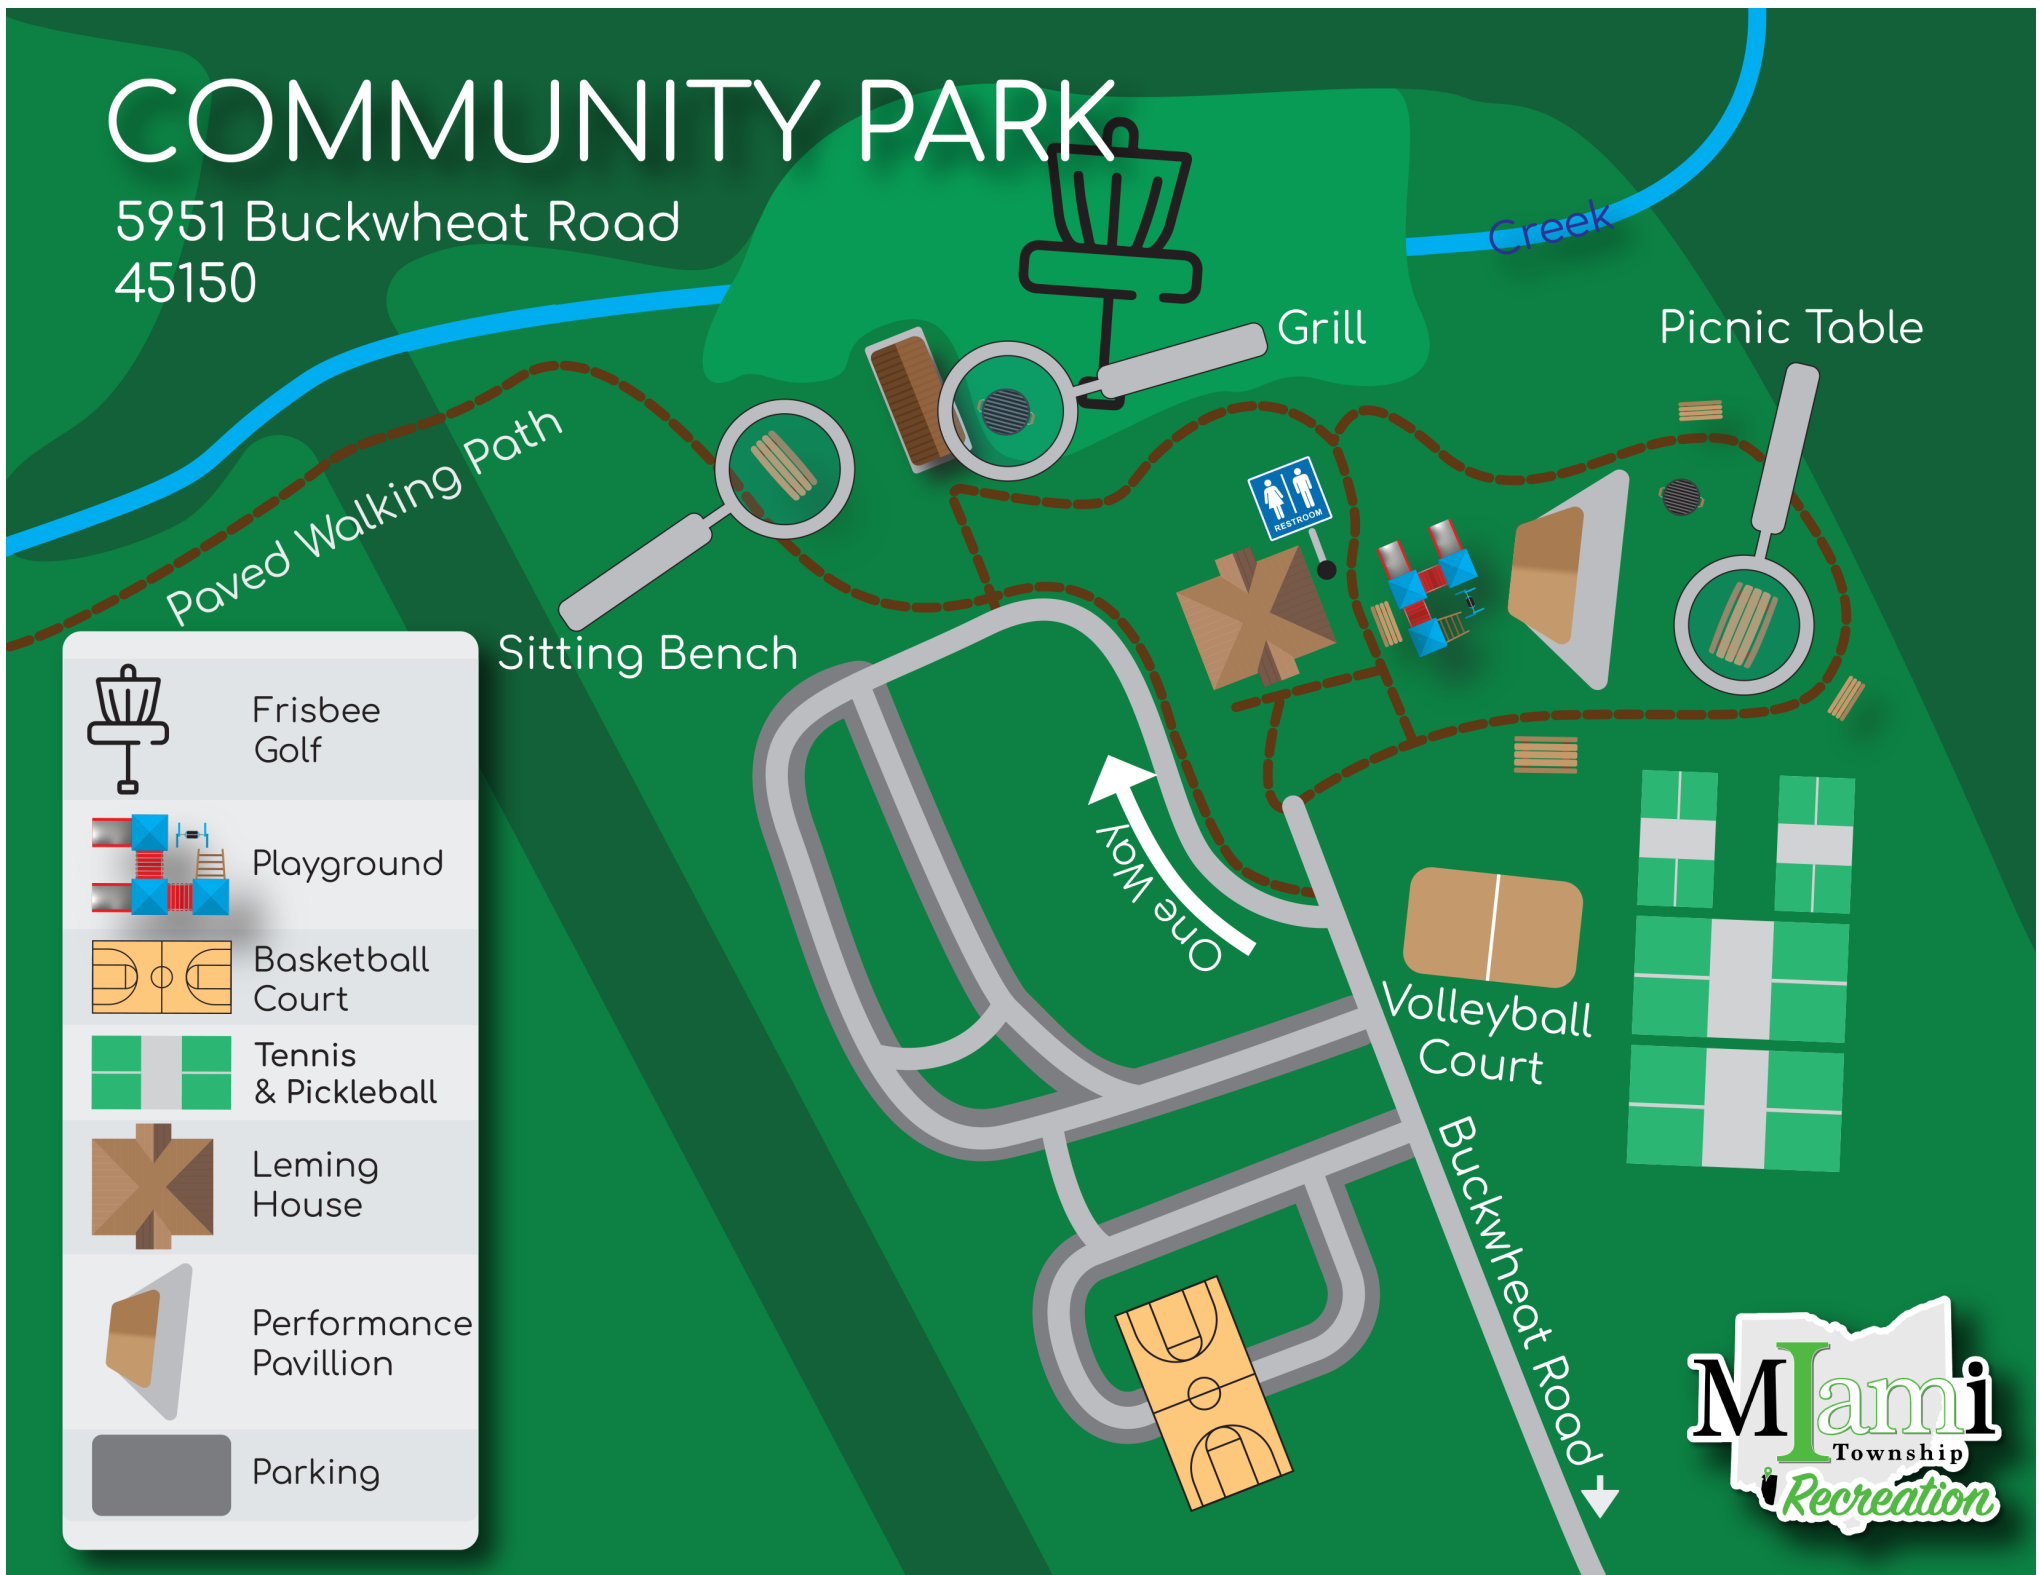 COMMUNITY PARK
5951 Buckwheat Road
45150
Creek
Grill
Picnic Table
Paved Walking Path
RESTROOM
Sitting Bench
Frisbee
Golf
Playground
Basketball
Court
Tennis
& Pickleball
Leming
House
Performance
Pavillion
Parking
One Way
Volleyball
Court
Buckwheat Road
MIami
Township
Recreation